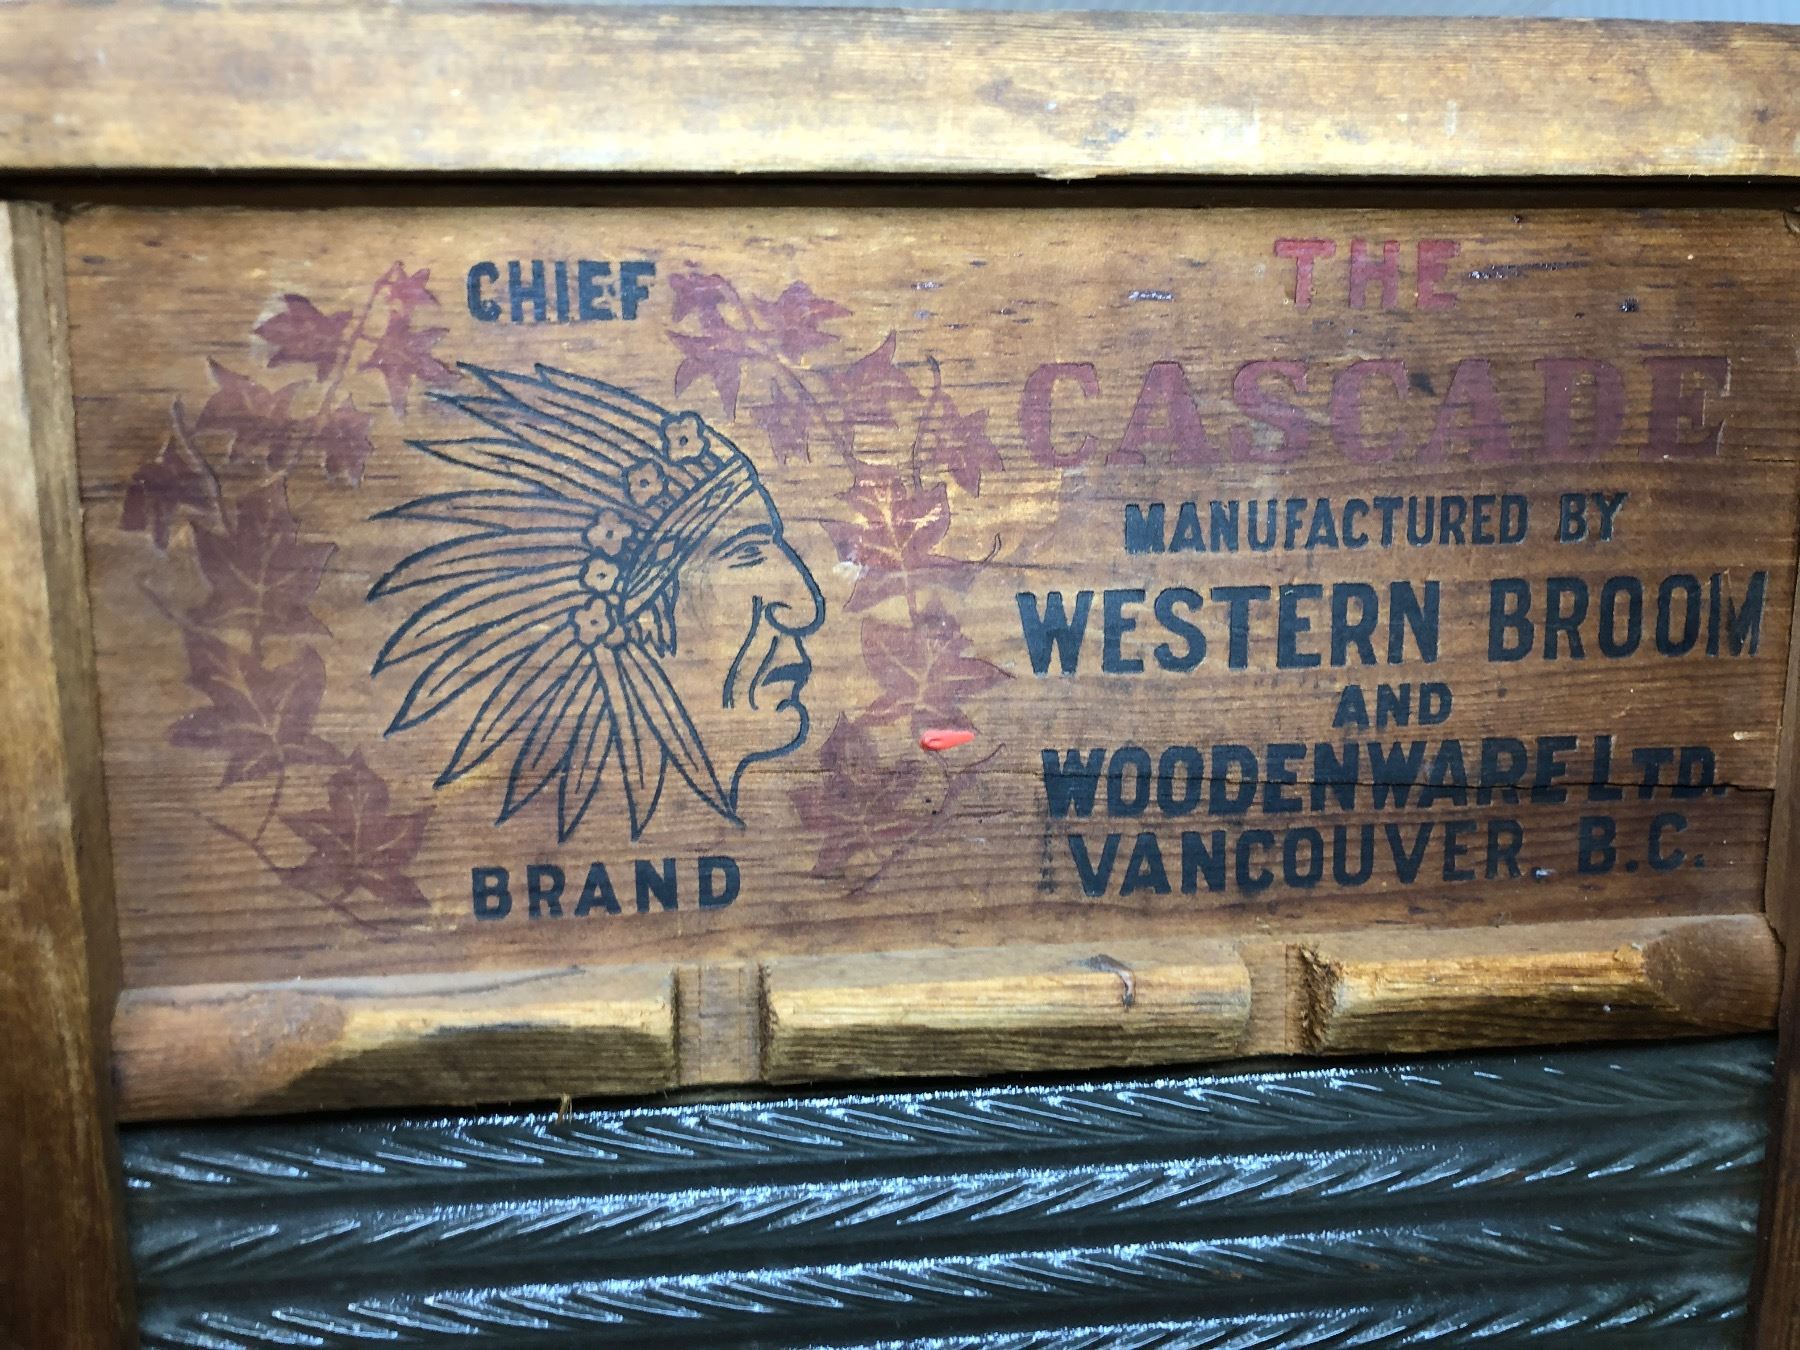 CHIEF
BRAND
THE
CASCADE
MANUFACTURED BY
WESTERN BROOM
AND
WOODENWARE LTD.
VANCOUVER. B.C.